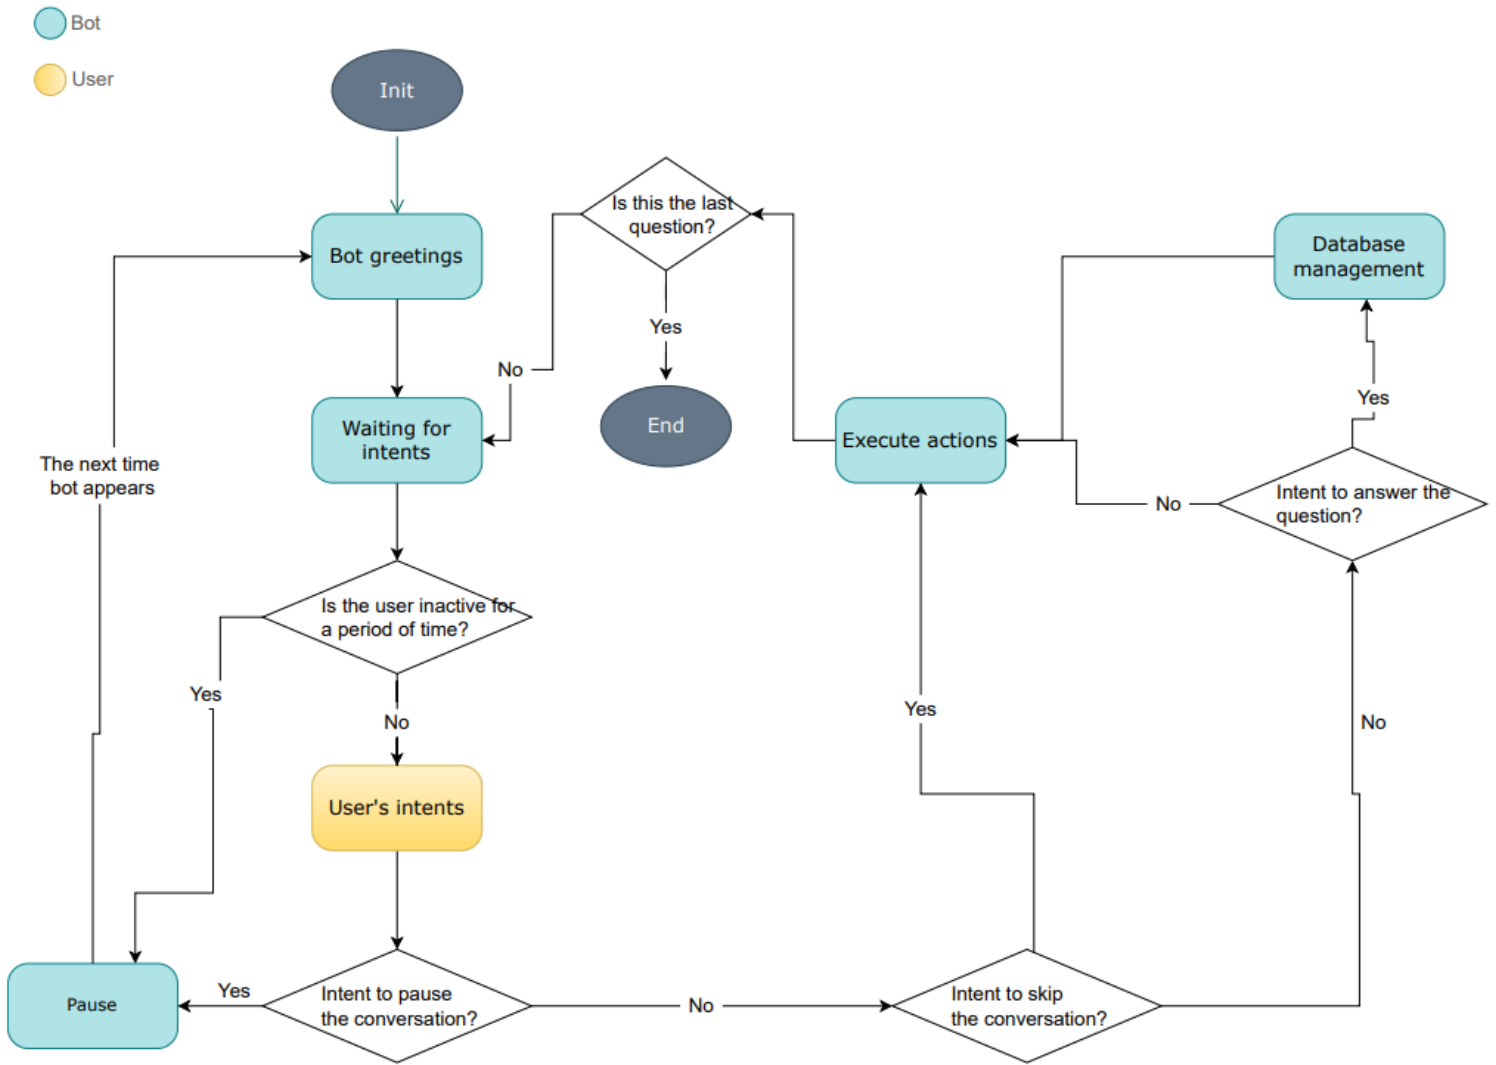 Bot
User
Init
Is this the last
question?
Bot greetings
Database
management
Yes
No
Yes
End
Waiting for
intents
Execute actions
The next time
bot appears
No
Intent to answer the
question?
Is the user inactive for
a period of time?
Yes
No
Yes
No
User's intents
Pause
Yes
Intent to pause
the conversation?
No
Intent to skip
the conversation?